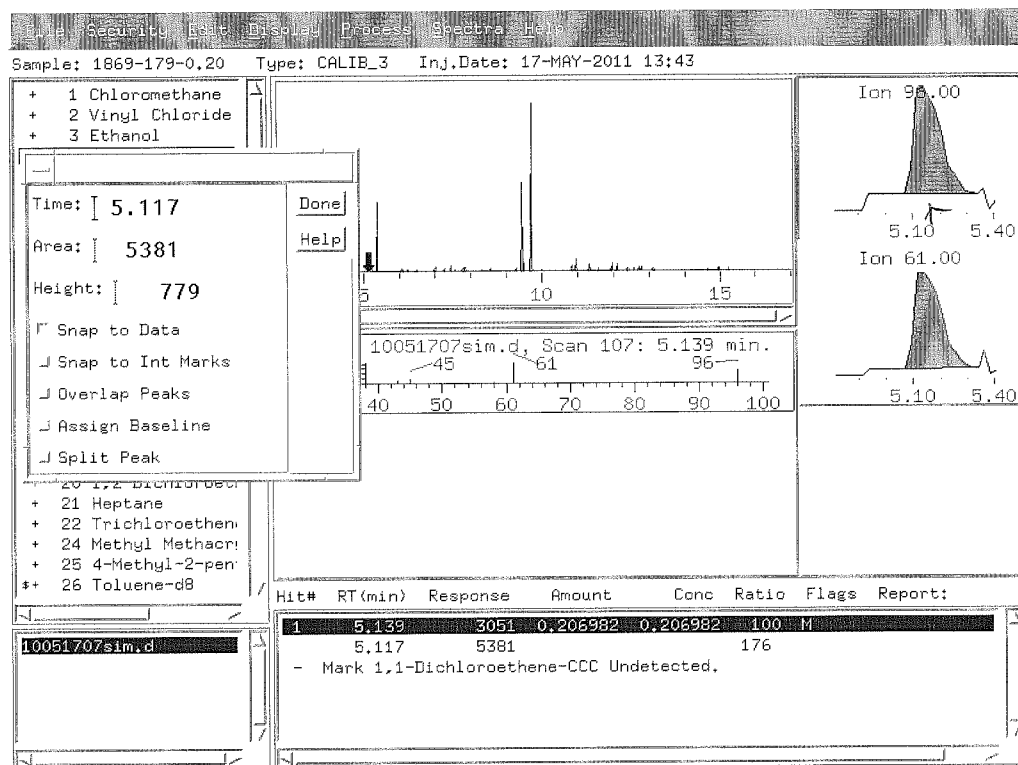 File Security Edit Display Process Spectra Help
Sample: 1869-179-0.20 Type: CALIB_3 Inj.Date: 17-MAY-2011 13:43
+ 1 Chloromethane
+ 2 Vinyl Chloride
+ 3 Ethanol
Time: 5.117
Done
Area: 5381
Help
Height: 779
Snap to Data
Snap to Int Marks
Overlap Peaks
Assign Baseline
Split Peak
+ 21 Heptane
+ 22 Trichloroethen
+ 24 Methyl Methacr
+ 25 4-Methyl-2-pen
$+ 26 Toluene-d8
10051707sim.d
5 10 15
10051707sim.d, Scan 107: 5.139 min.
45 61 96
40 50 60 70 80 90 100
Ion 96.00
5.10 5.40
Ion 61.00
5.10 5.40
Hit# RT(min) Response Amount Conc Ratio Flags Report:
1 5.139 3051 0.206982 0.206982 100 M
5.117 5381 176
- Mark 1,1-Dichloroethene-CCC Undetected.